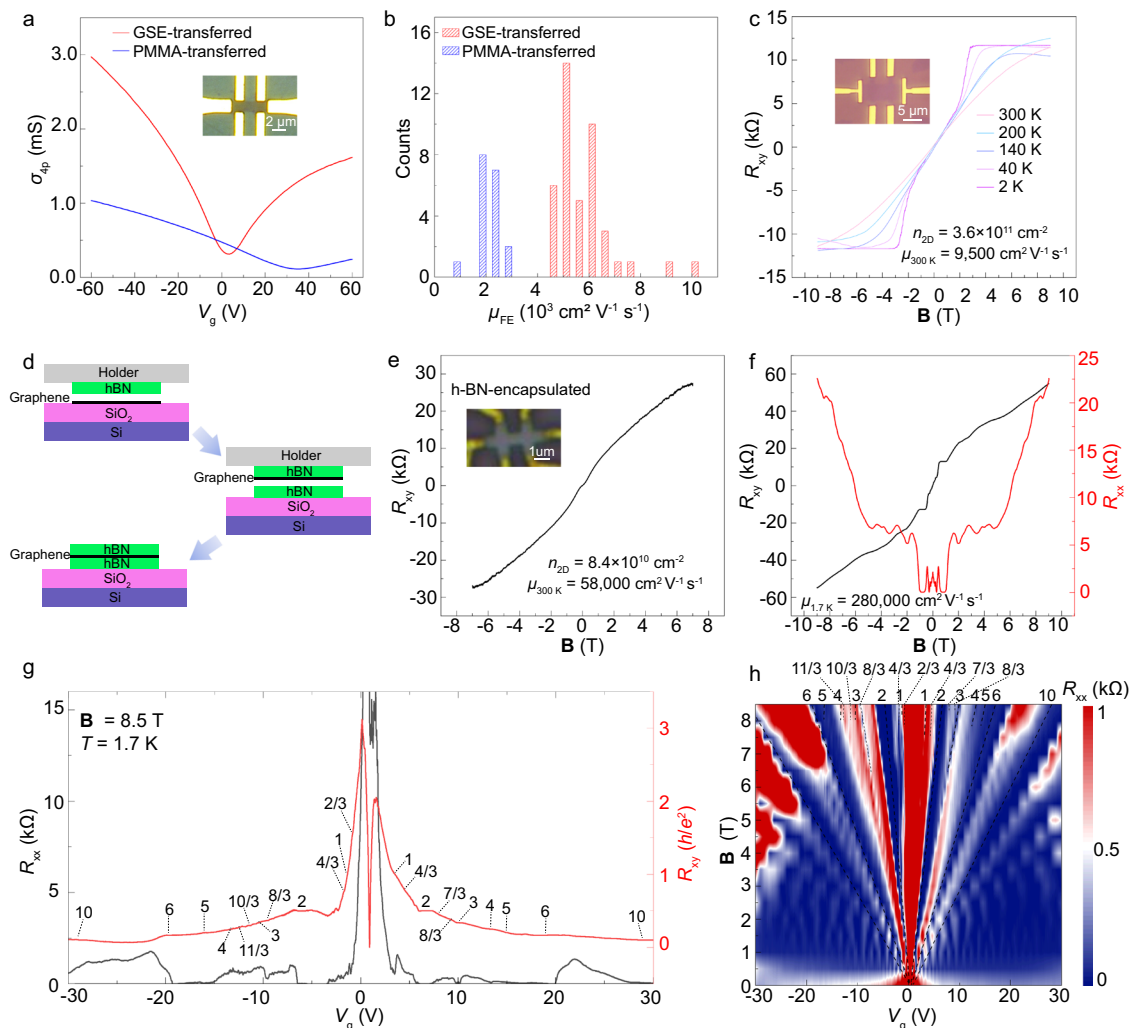 a
GSE-transferred
PMMA-transferred
3.0
2.0
1.0
0.0
σ4p (mS)
2 µm
-60 -40 -20 0 20 40 60
Vg (V)
b
GSE-transferred
PMMA-transferred
16
12
8
4
0
Counts
0 2 4 6 8 10
µFE (10³ cm² V⁻¹ s⁻¹)
c
15
10
5
0
-5
-10
-15
Rxy (kΩ)
5 µm
300 K
200 K
140 K
40 K
2 K
n2D = 3.6×10¹¹ cm⁻²
µ300 K = 9,500 cm² V⁻¹ s⁻¹
-10 -8 -6 -4 -2 0 2 4 6 8 10
B (T)
d
Holder
hBN
Graphene
SiO₂
Si
Holder
hBN
Graphene
hBN
SiO₂
Si
hBN
Graphene
hBN
SiO₂
Si
e
h-BN-encapsulated
30
20
10
0
-10
-20
-30
Rxy (kΩ)
1um
n2D = 8.4×10¹⁰ cm⁻²
µ300 K = 58,000 cm² V⁻¹ s⁻¹
-8 -6 -4 -2 0 2 4 6 8
B (T)
f
60
40
20
0
-20
-40
-60
Rxy (kΩ)
25
20
15
10
5
0
Rxx (kΩ)
µ1.7 K = 280,000 cm² V⁻¹ s⁻¹
-10 -8 -6 -4 -2 0 2 4 6 8 10
B (T)
g
B = 8.5 T
T = 1.7 K
15
10
5
0
Rxx (kΩ)
3
2
1
0
Rxy (h/e²)
10 6 5 4 11/3 10/3 3 8/3 2 4/3 1 2/3
1 4/3 2 7/3 8/3 3 4 5 6 10
-30 -20 -10 0 10 20 30
Vg (V)
h
11/3 10/3 8/3 4/3 2/3 4/3 7/3 8/3
6 5 4 3 2 1 1 2 3 4 5 6 10
Rxx (kΩ)
1
0.5
0
8
7
6
5
4
3
2
1
0
B (T)
-30 -20 -10 0 10 20 30
Vg (V)